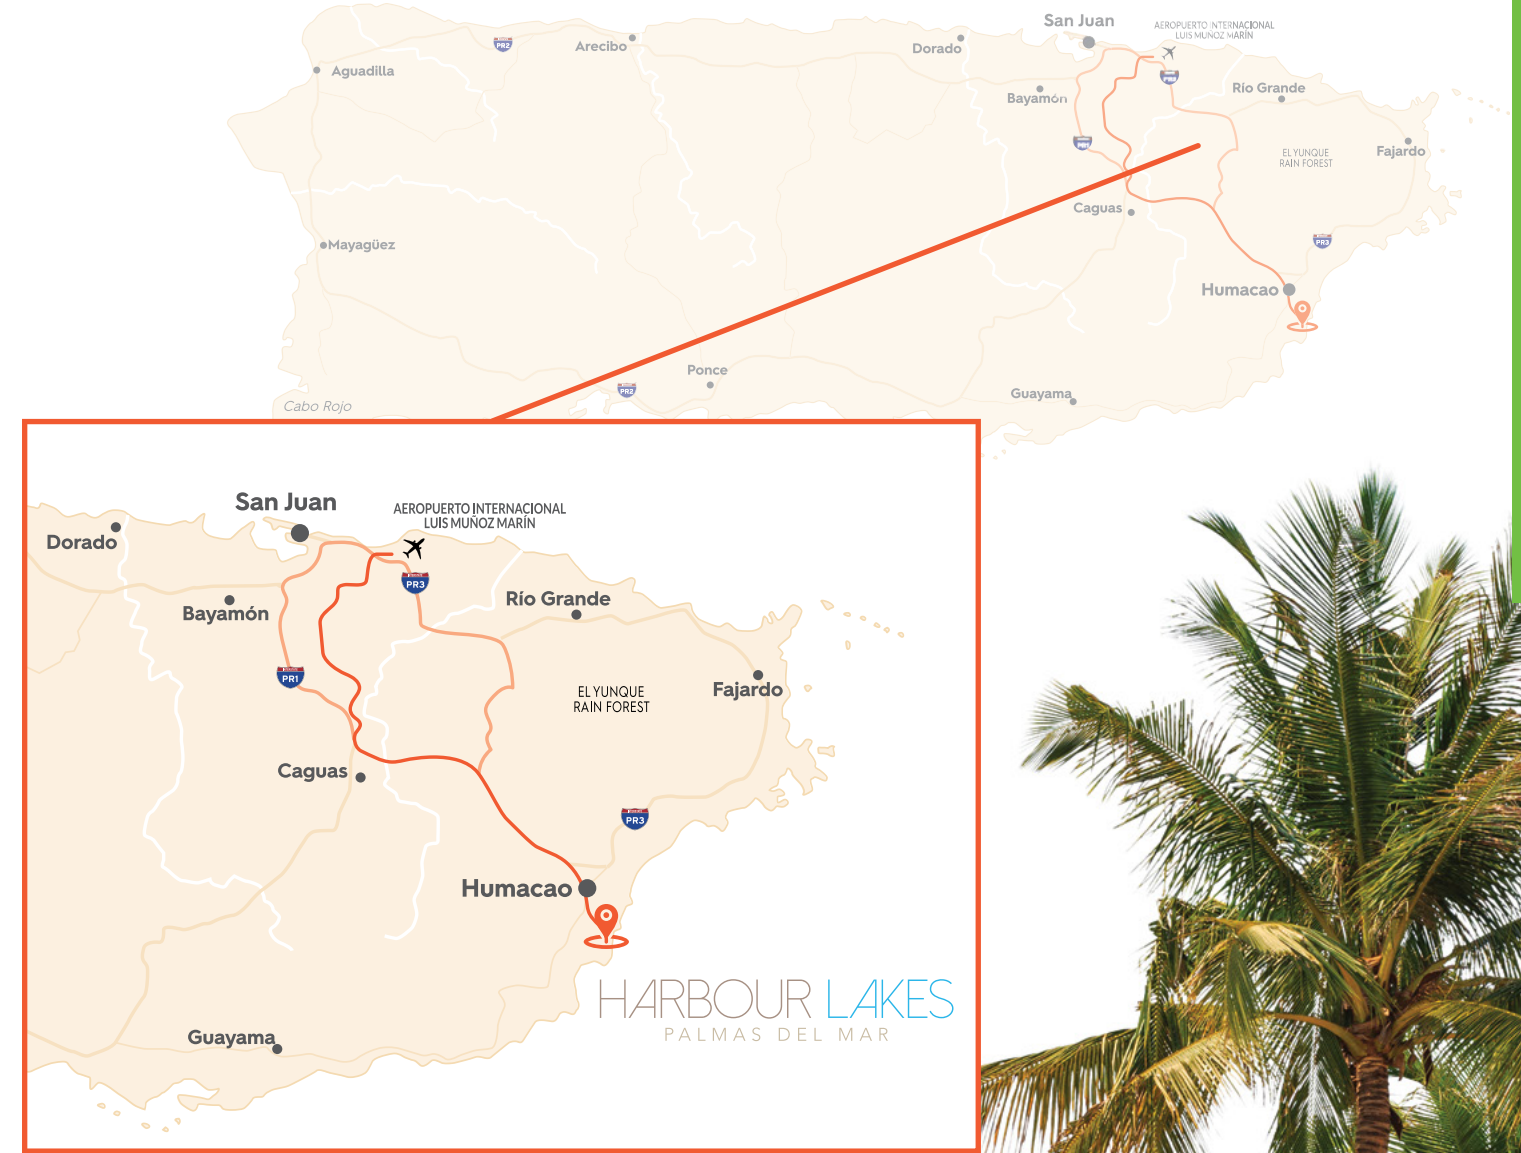 San Juan
AEROPUERTO INTERNACIONAL
LUIS MUÑOZ MARÍN
PR2
Arecibo
Dorado
Aguadilla
PR3
Río Grande
Bayamón
PR1
EL YUNQUE
RAIN FOREST
Fajardo
Caguas
Mayagüez
PR3
Humacao
Ponce
PR2
Guayama
Cabo Rojo
San Juan
AEROPUERTO INTERNACIONAL
LUIS MUÑOZ MARÍN
Dorado
PR3
Río Grande
Bayamón
PR1
EL YUNQUE
RAIN FOREST
Fajardo
Caguas
PR3
Humacao
HARBOUR LAKES
PALMAS DEL MAR
Guayama